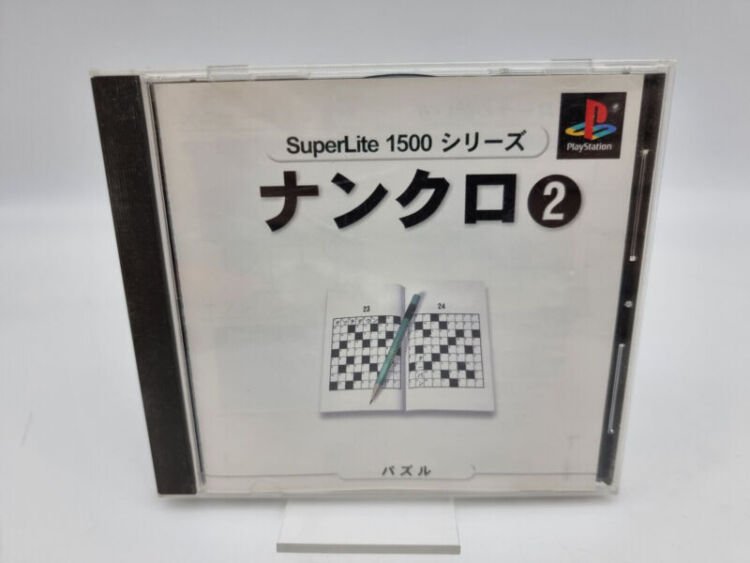 SuperLite 1500 シリーズ
PlayStation
ナンクロ 2
23
24
パズル